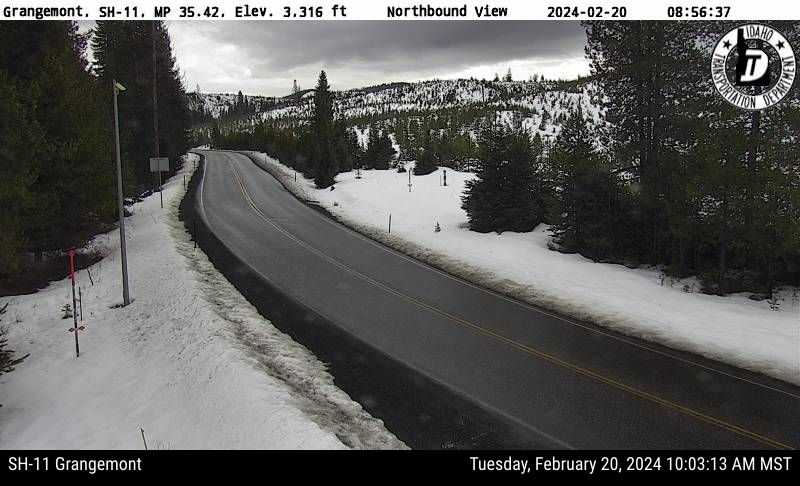 Grangemont, SH-11, MP 35.42, Elev. 3,316 ft Northbound View 2024-02-20 08:56:37
IDAHO
TRANSPORTATION DEPARTMENT
SH-11 Grangemont Tuesday, February 20, 2024 10:03:13 AM MST